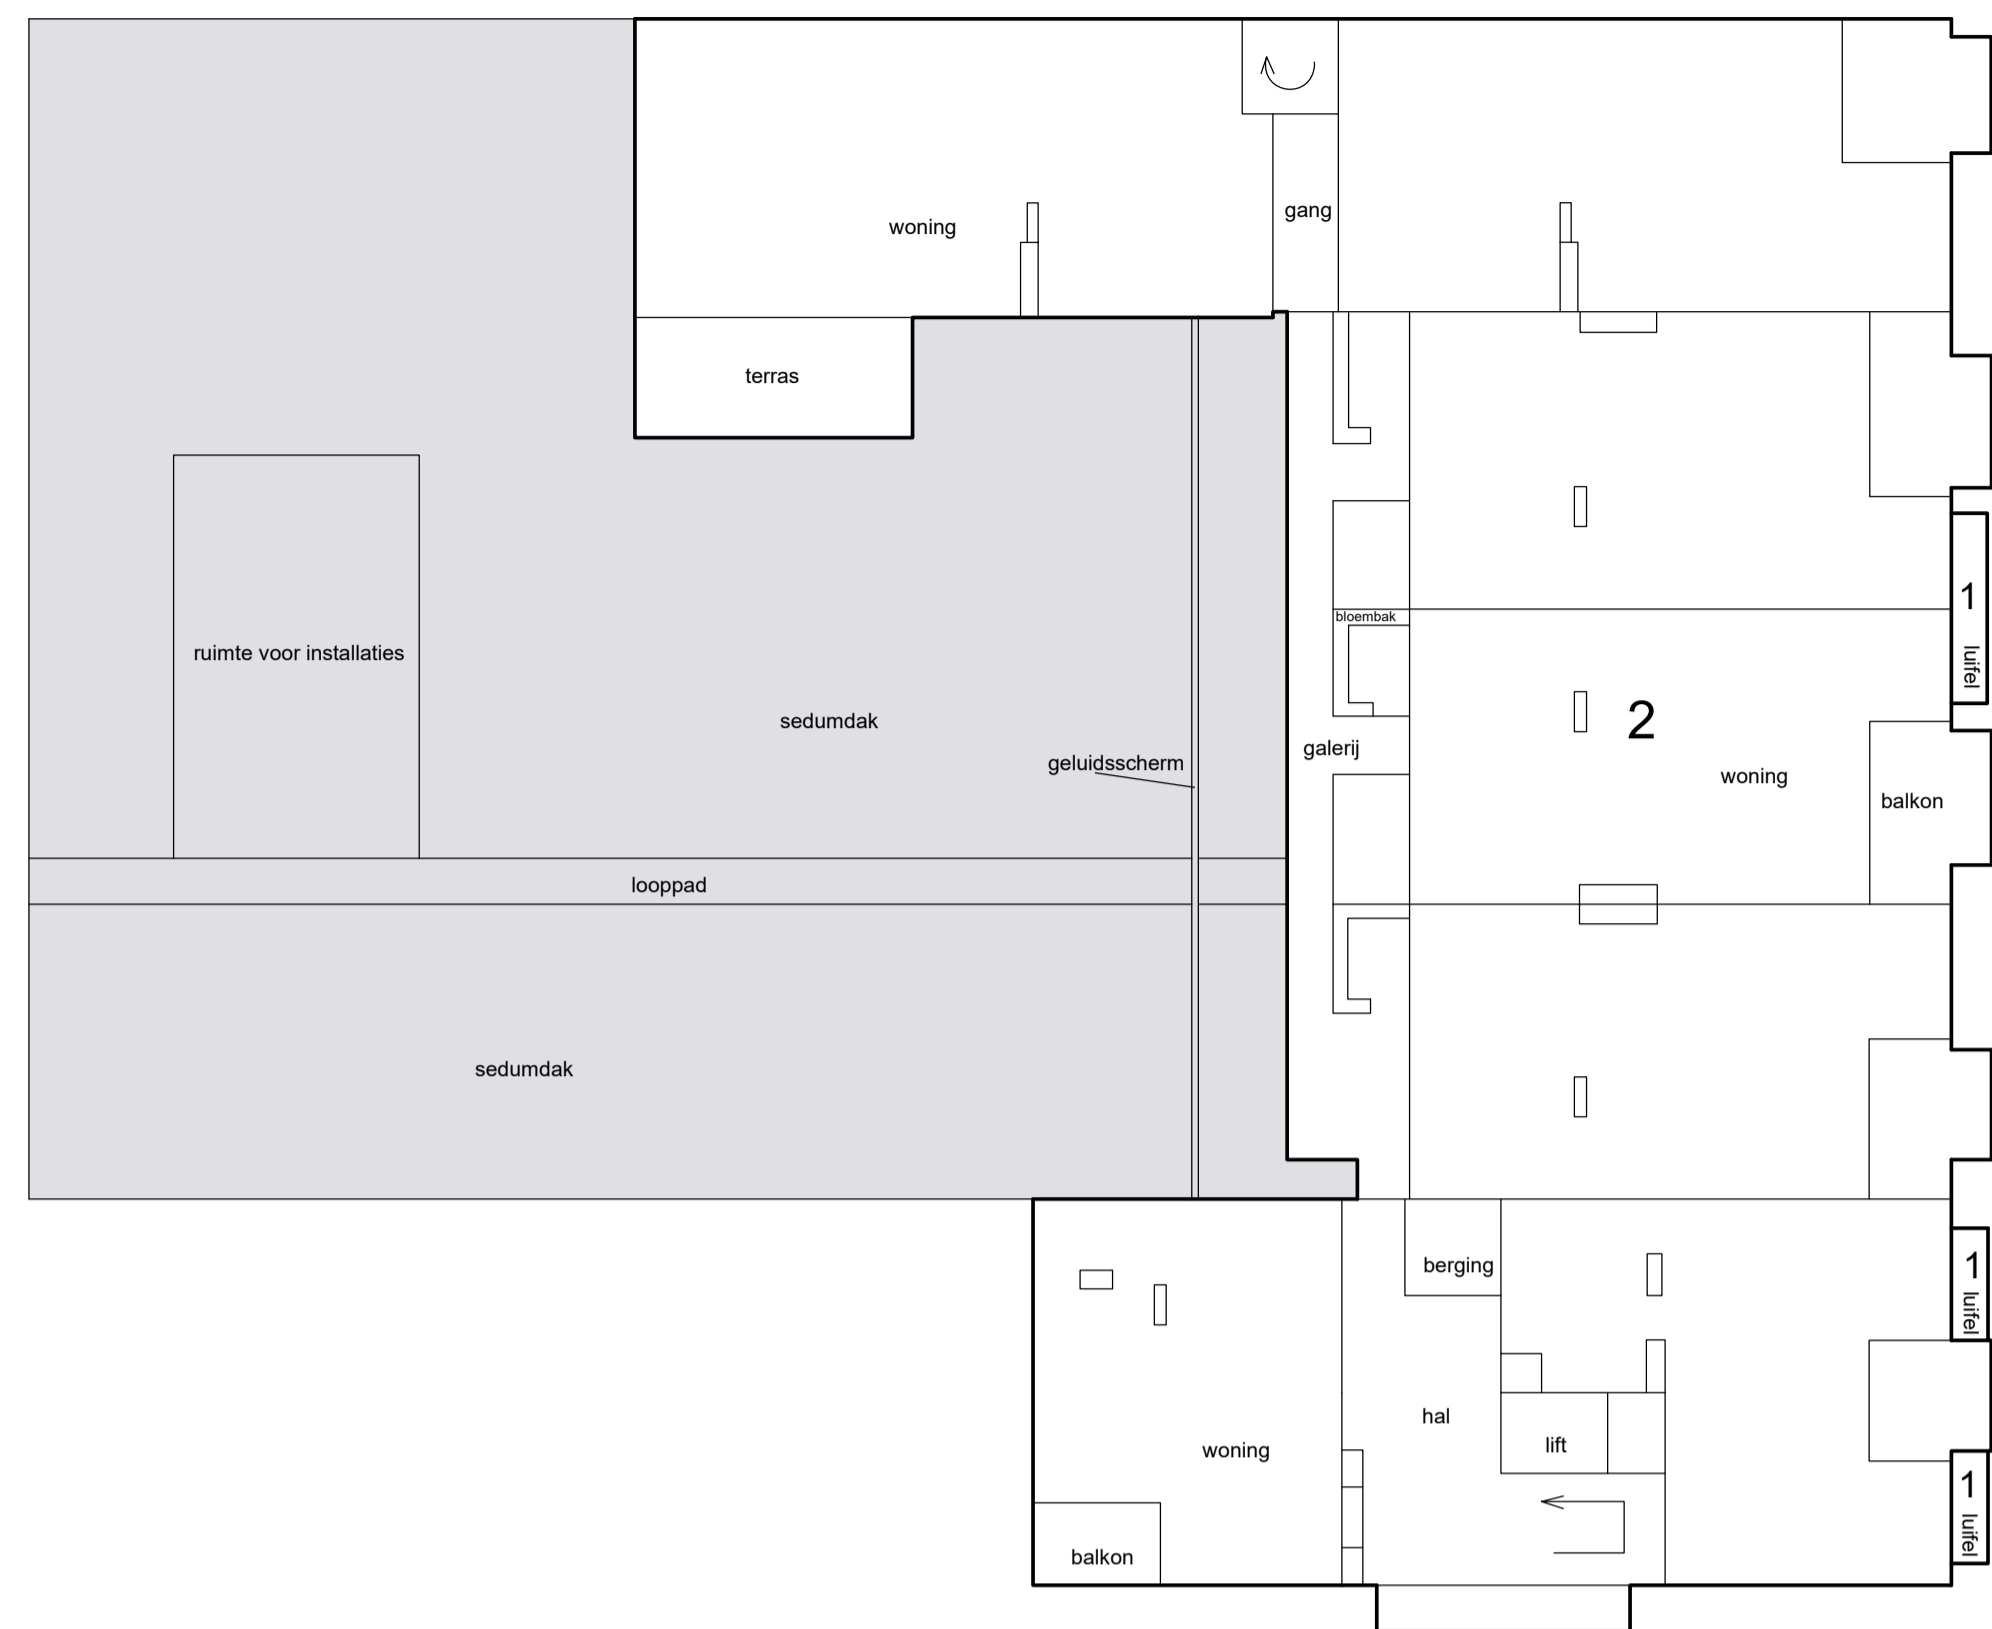 gang
woning
terras
1
luifel
bloembak
ruimte voor installaties
2
sedumdak
galerij
geluidsscherm
woning
balkon
looppad
sedumdak
berging
1
luifel
hal
lift
woning
1
luifel
balkon